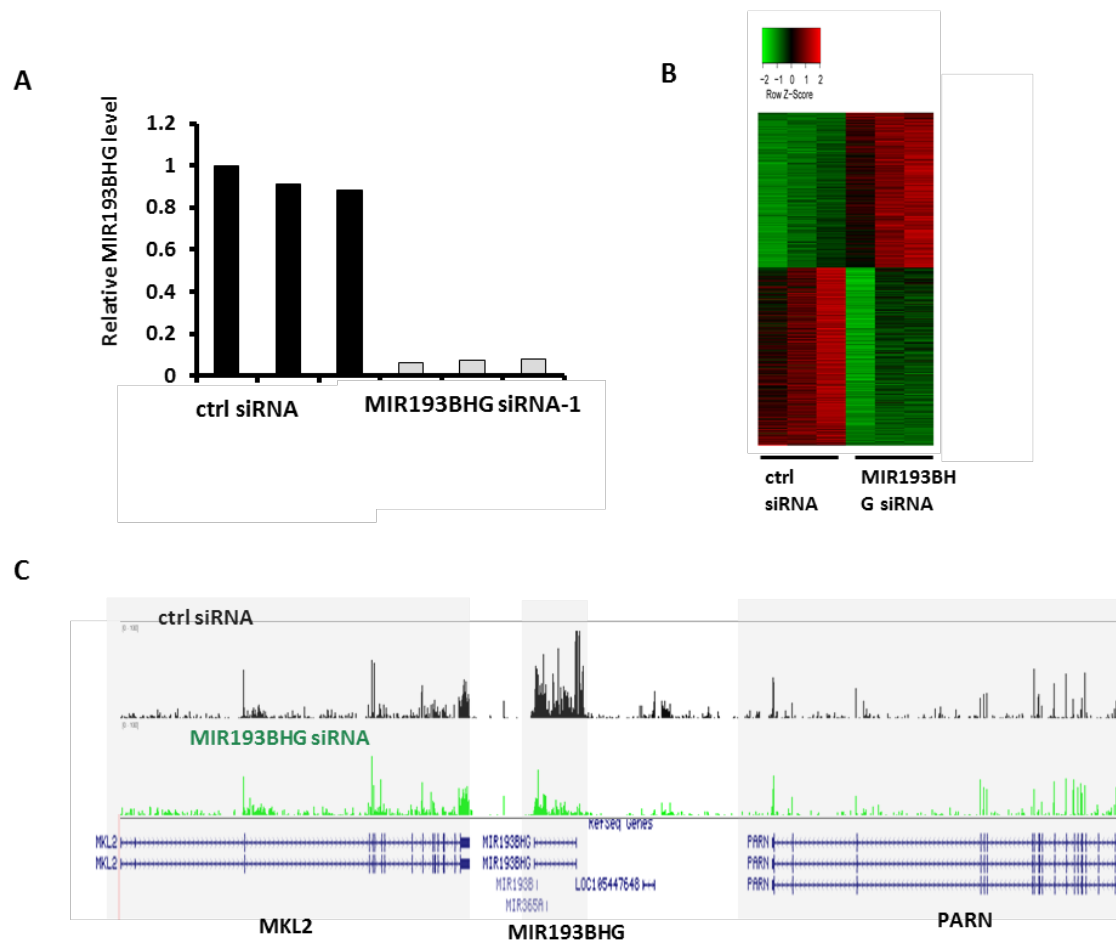 A
Relative MIR193BHG level
1.2
1
0.8
0.6
0.4
0.2
0
ctrl siRNA
MIR193BHG siRNA-1
B
−2 −1 0 1 2
Row Z−Score
ctrl
siRNA
MIR193BH
G siRNA
C
ctrl siRNA
MIR193BHG siRNA
RefSeq Genes
MKL2
MIR193BHG
PARN
MKL2
MIR193BHG
PARN
MIR193B
LOC105447648
PARN
MIR365A
MKL2
MIR193BHG
PARN